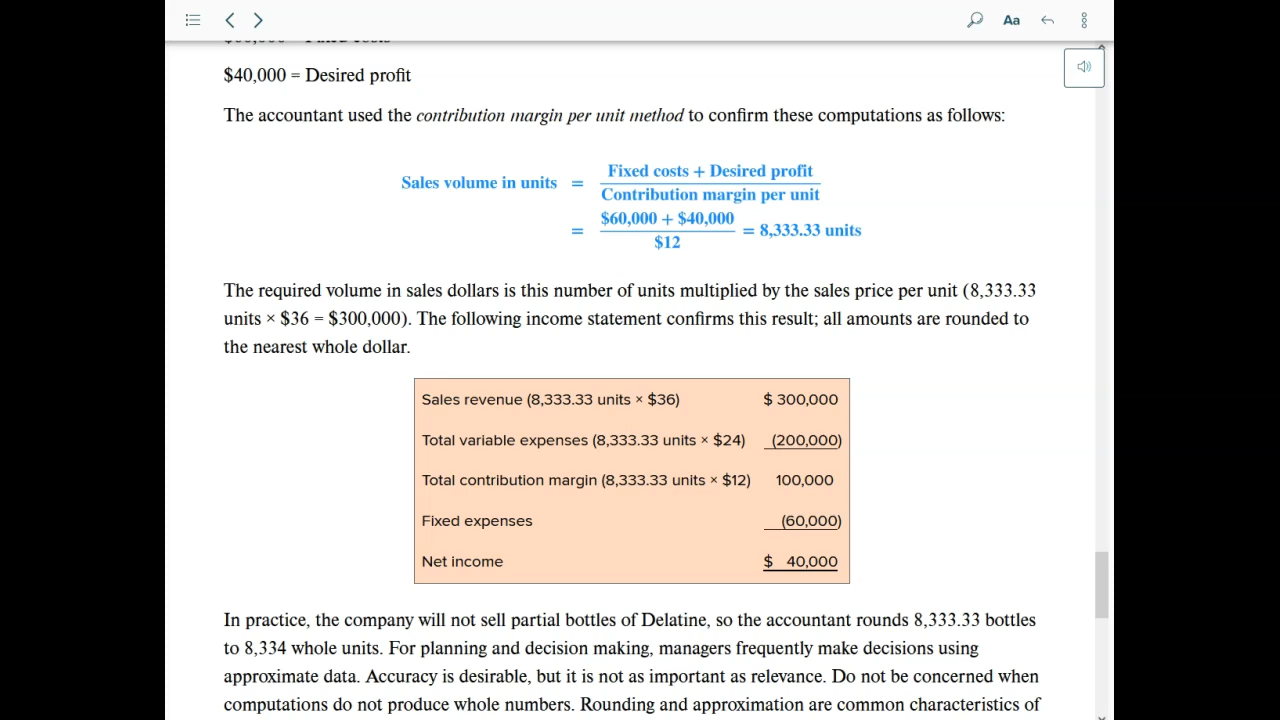 Aa
$40,000 = Desired profit
The accountant used the contribution margin per unit method to confirm these computations as follows:
Sales volume in units = Fixed costs + Desired profit
Contribution margin per unit
= $60,000 + $40,000
$12
= 8,333.33 units
The required volume in sales dollars is this number of units multiplied by the sales price per unit (8,333.33
units × $36 = $300,000). The following income statement confirms this result; all amounts are rounded to
the nearest whole dollar.
Sales revenue (8,333.33 units × $36) $ 300,000
Total variable expenses (8,333.33 units × $24) (200,000)
Total contribution margin (8,333.33 units × $12) 100,000
Fixed expenses (60,000)
Net income $ 40,000
In practice, the company will not sell partial bottles of Delatine, so the accountant rounds 8,333.33 bottles
to 8,334 whole units. For planning and decision making, managers frequently make decisions using
approximate data. Accuracy is desirable, but it is not as important as relevance. Do not be concerned when
computations do not produce whole numbers. Rounding and approximation are common characteristics of